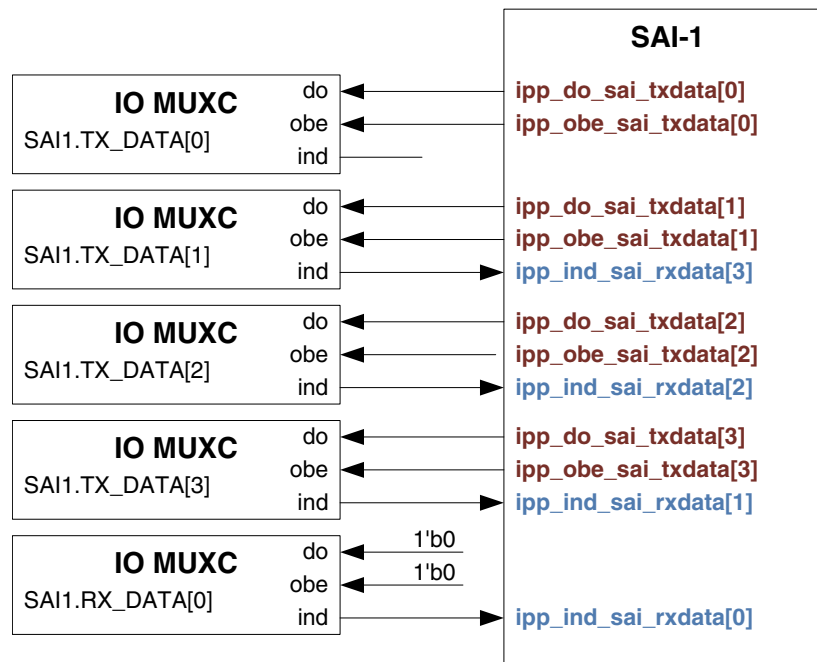 SAI-1
IO MUXC
SAI1.TX_DATA[0]
do
obe
ind
ipp_do_sai_txdata[0]
ipp_obe_sai_txdata[0]
IO MUXC
SAI1.TX_DATA[1]
do
obe
ind
ipp_do_sai_txdata[1]
ipp_obe_sai_txdata[1]
ipp_ind_sai_rxdata[3]
IO MUXC
SAI1.TX_DATA[2]
do
obe
ind
ipp_do_sai_txdata[2]
ipp_obe_sai_txdata[2]
ipp_ind_sai_rxdata[2]
IO MUXC
SAI1.TX_DATA[3]
do
obe
ind
ipp_do_sai_txdata[3]
ipp_obe_sai_txdata[3]
ipp_ind_sai_rxdata[1]
IO MUXC
SAI1.RX_DATA[0]
do
obe
ind
1'b0
1'b0
ipp_ind_sai_rxdata[0]